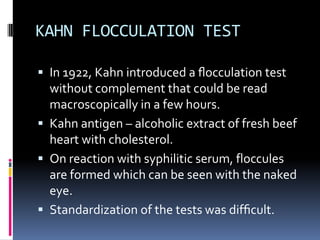 KAHN FLOCCULATION TEST
▪ In 1922, Kahn introduced a flocculation test
without complement that could be read
macroscopically in a few hours.
▪ Kahn antigen – alcoholic extract of fresh beef
heart with cholesterol.
▪ On reaction with syphilitic serum, floccules
are formed which can be seen with the naked
eye.
▪ Standardization of the tests was difficult.